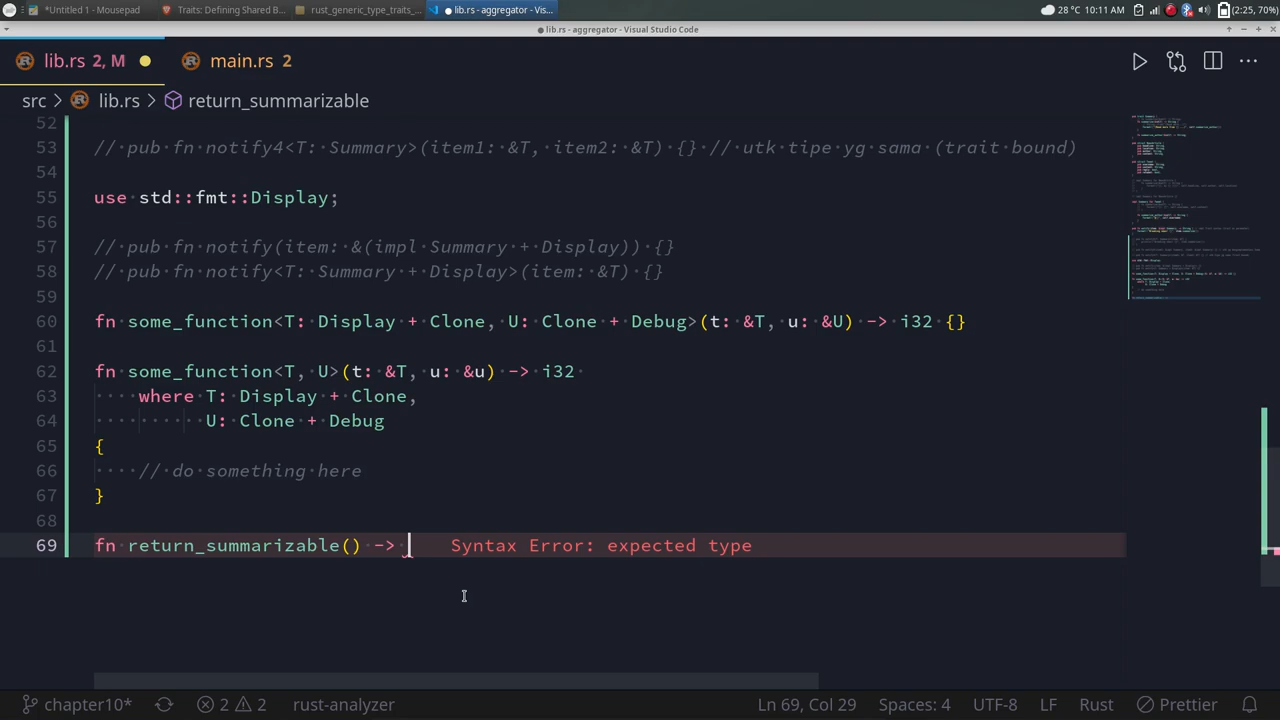 *Untitled 1 - Mousepad
Traits: Defining Shared B...
rust_generic_type_traits_...
● lib.rs - aggregator - Vis...
28 °C 10:11 AM (2:25, 70%)
● lib.rs - aggregator - Visual Studio Code
lib.rs 2, M
main.rs 2
src > lib.rs > return_summarizable
52
53 // pub fn notify4<T: Summary>(item1: &T, item2: &T) {} // utk tipe yg sama (trait bound)
54
55 use std::fmt::Display;
56
57 // pub fn notify(item: &(impl Summary + Display)) {}
58 // pub fn notify<T: Summary + Display>(item: &T) {}
59
60 fn some_function<T: Display + Clone, U: Clone + Debug>(t: &T, u: &U) -> i32 {}
61
62 fn some_function<T, U>(t: &T, u: &u) -> i32
63     where T: Display + Clone,
64           U: Clone + Debug
65 {
66     // do something here
67 }
68
69 fn return_summarizable() -> Syntax Error: expected type
chapter10* 2 2 rust-analyzer Ln 69, Col 29 Spaces: 4 UTF-8 LF Rust Prettier